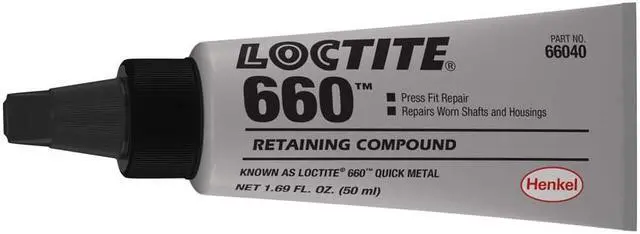 LOCTITE®
PART NO.
66040
660™
■ Press Fit Repair
■ Repairs Worn Shafts and Housings
RETAINING COMPOUND
KNOWN AS LOCTITE® 660™ QUICK METAL
NET 1.69 FL. OZ. (50 ml)
Henkel